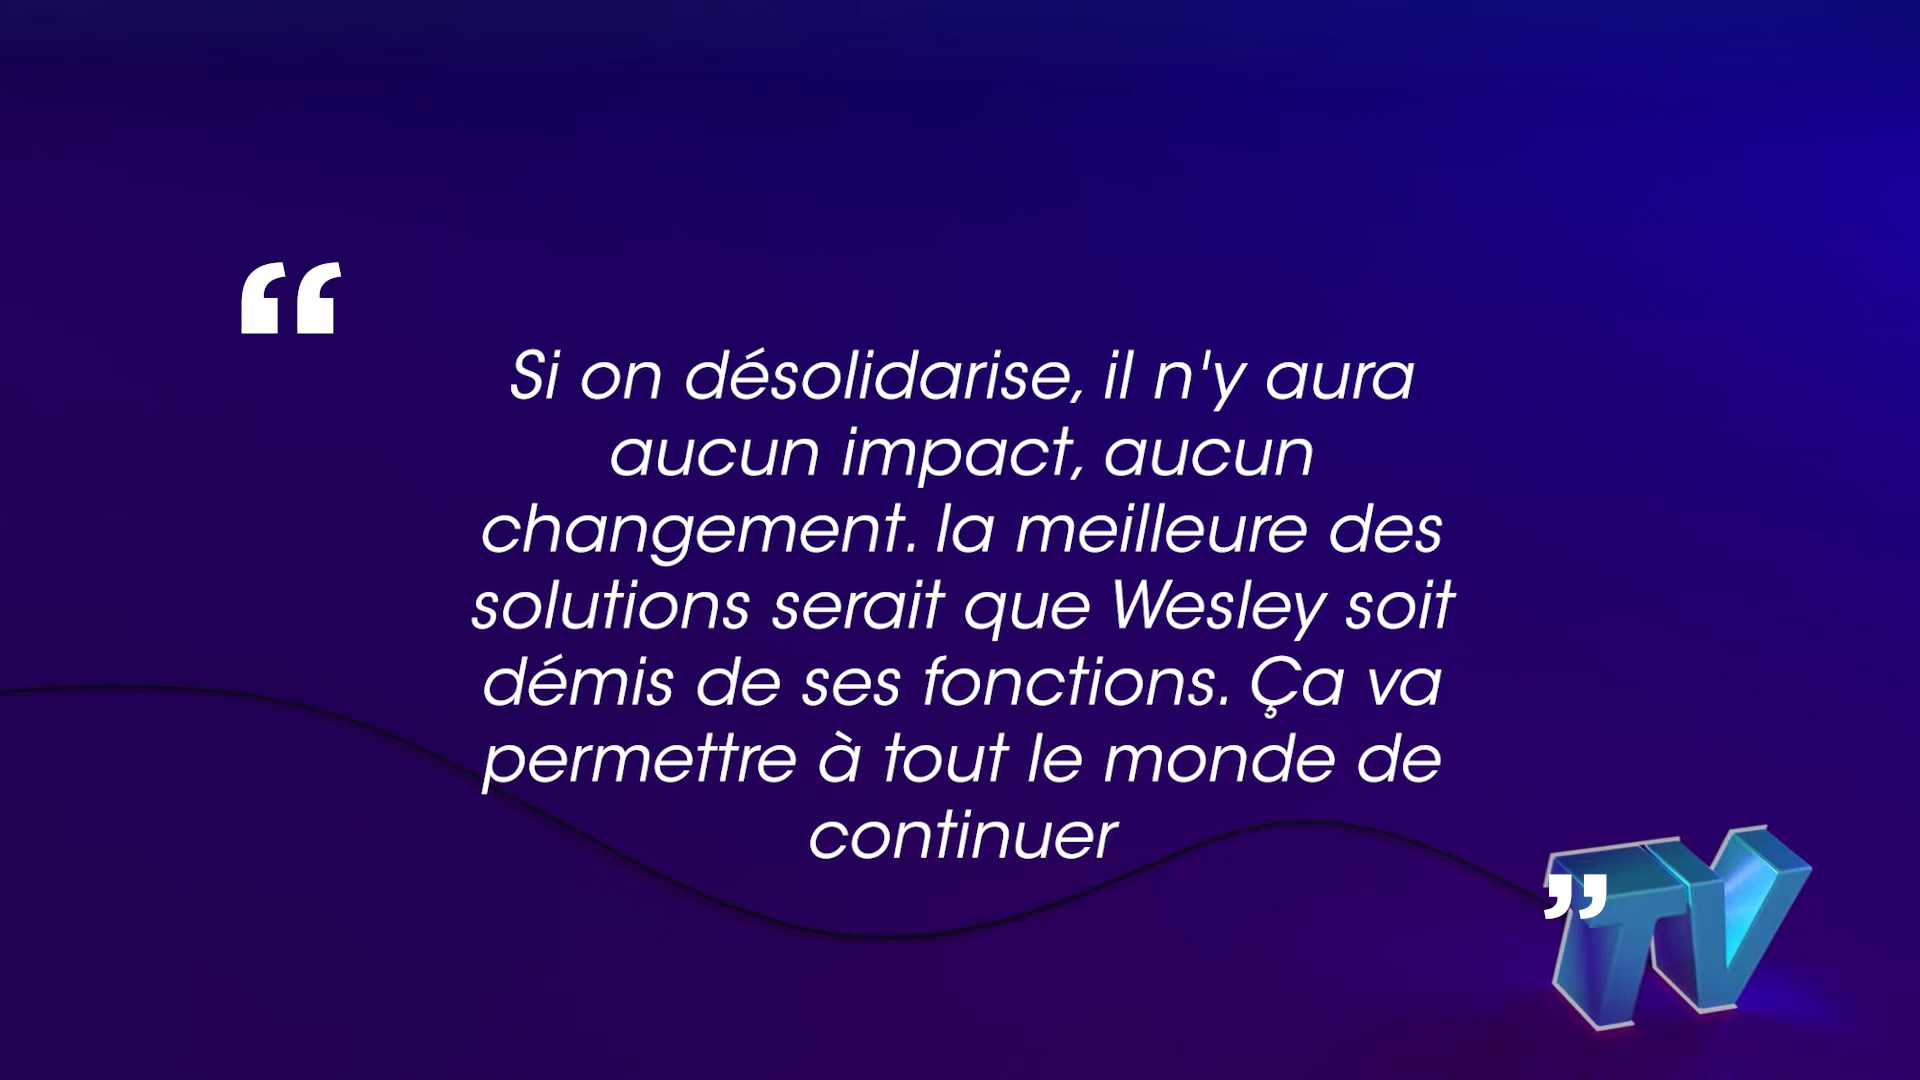 “
Si on désolidarise, il n'y aura
aucun impact, aucun
changement. la meilleure des
solutions serait que Wesley soit
démis de ses fonctions. Ça va
permettre à tout le monde de
continuer
”
TV